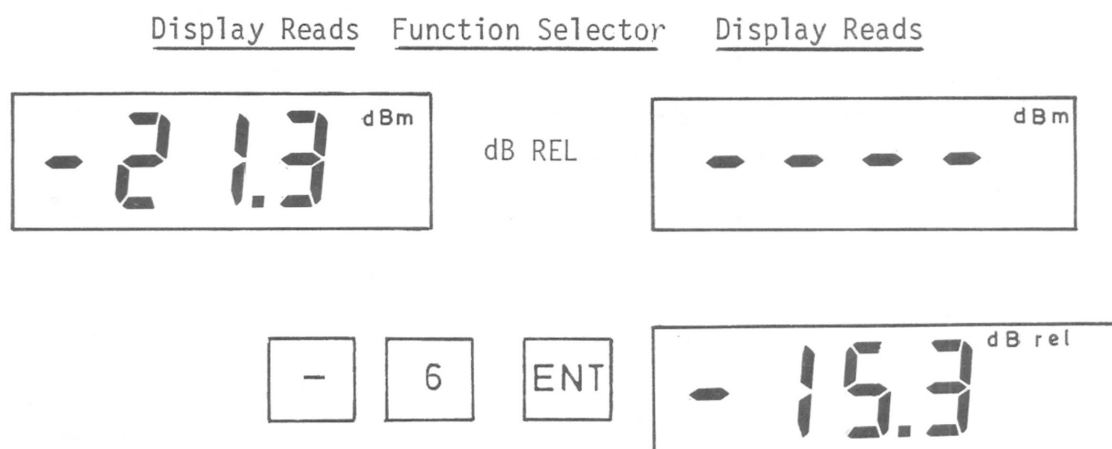 Display Reads Function Selector Display Reads
-21.3 dBm dB REL ---- dBm
- 6 ENT -15.3 dB rel